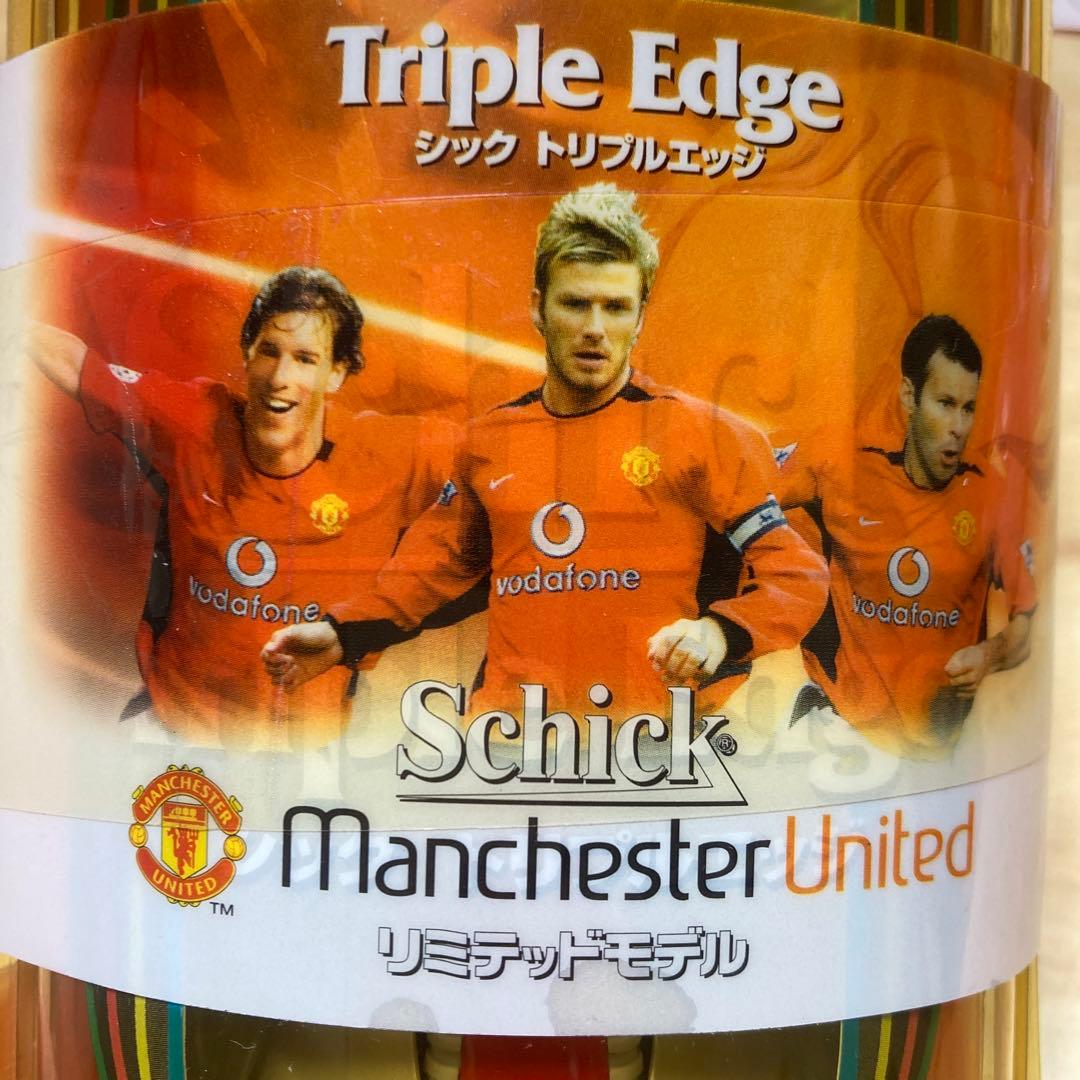 Triple Edge
シック トリプルエッジ
vodafone
vodafone
vodafone
Schick®
MANCHESTER
UNITED
TM
Manchester United
リミテッドモデル